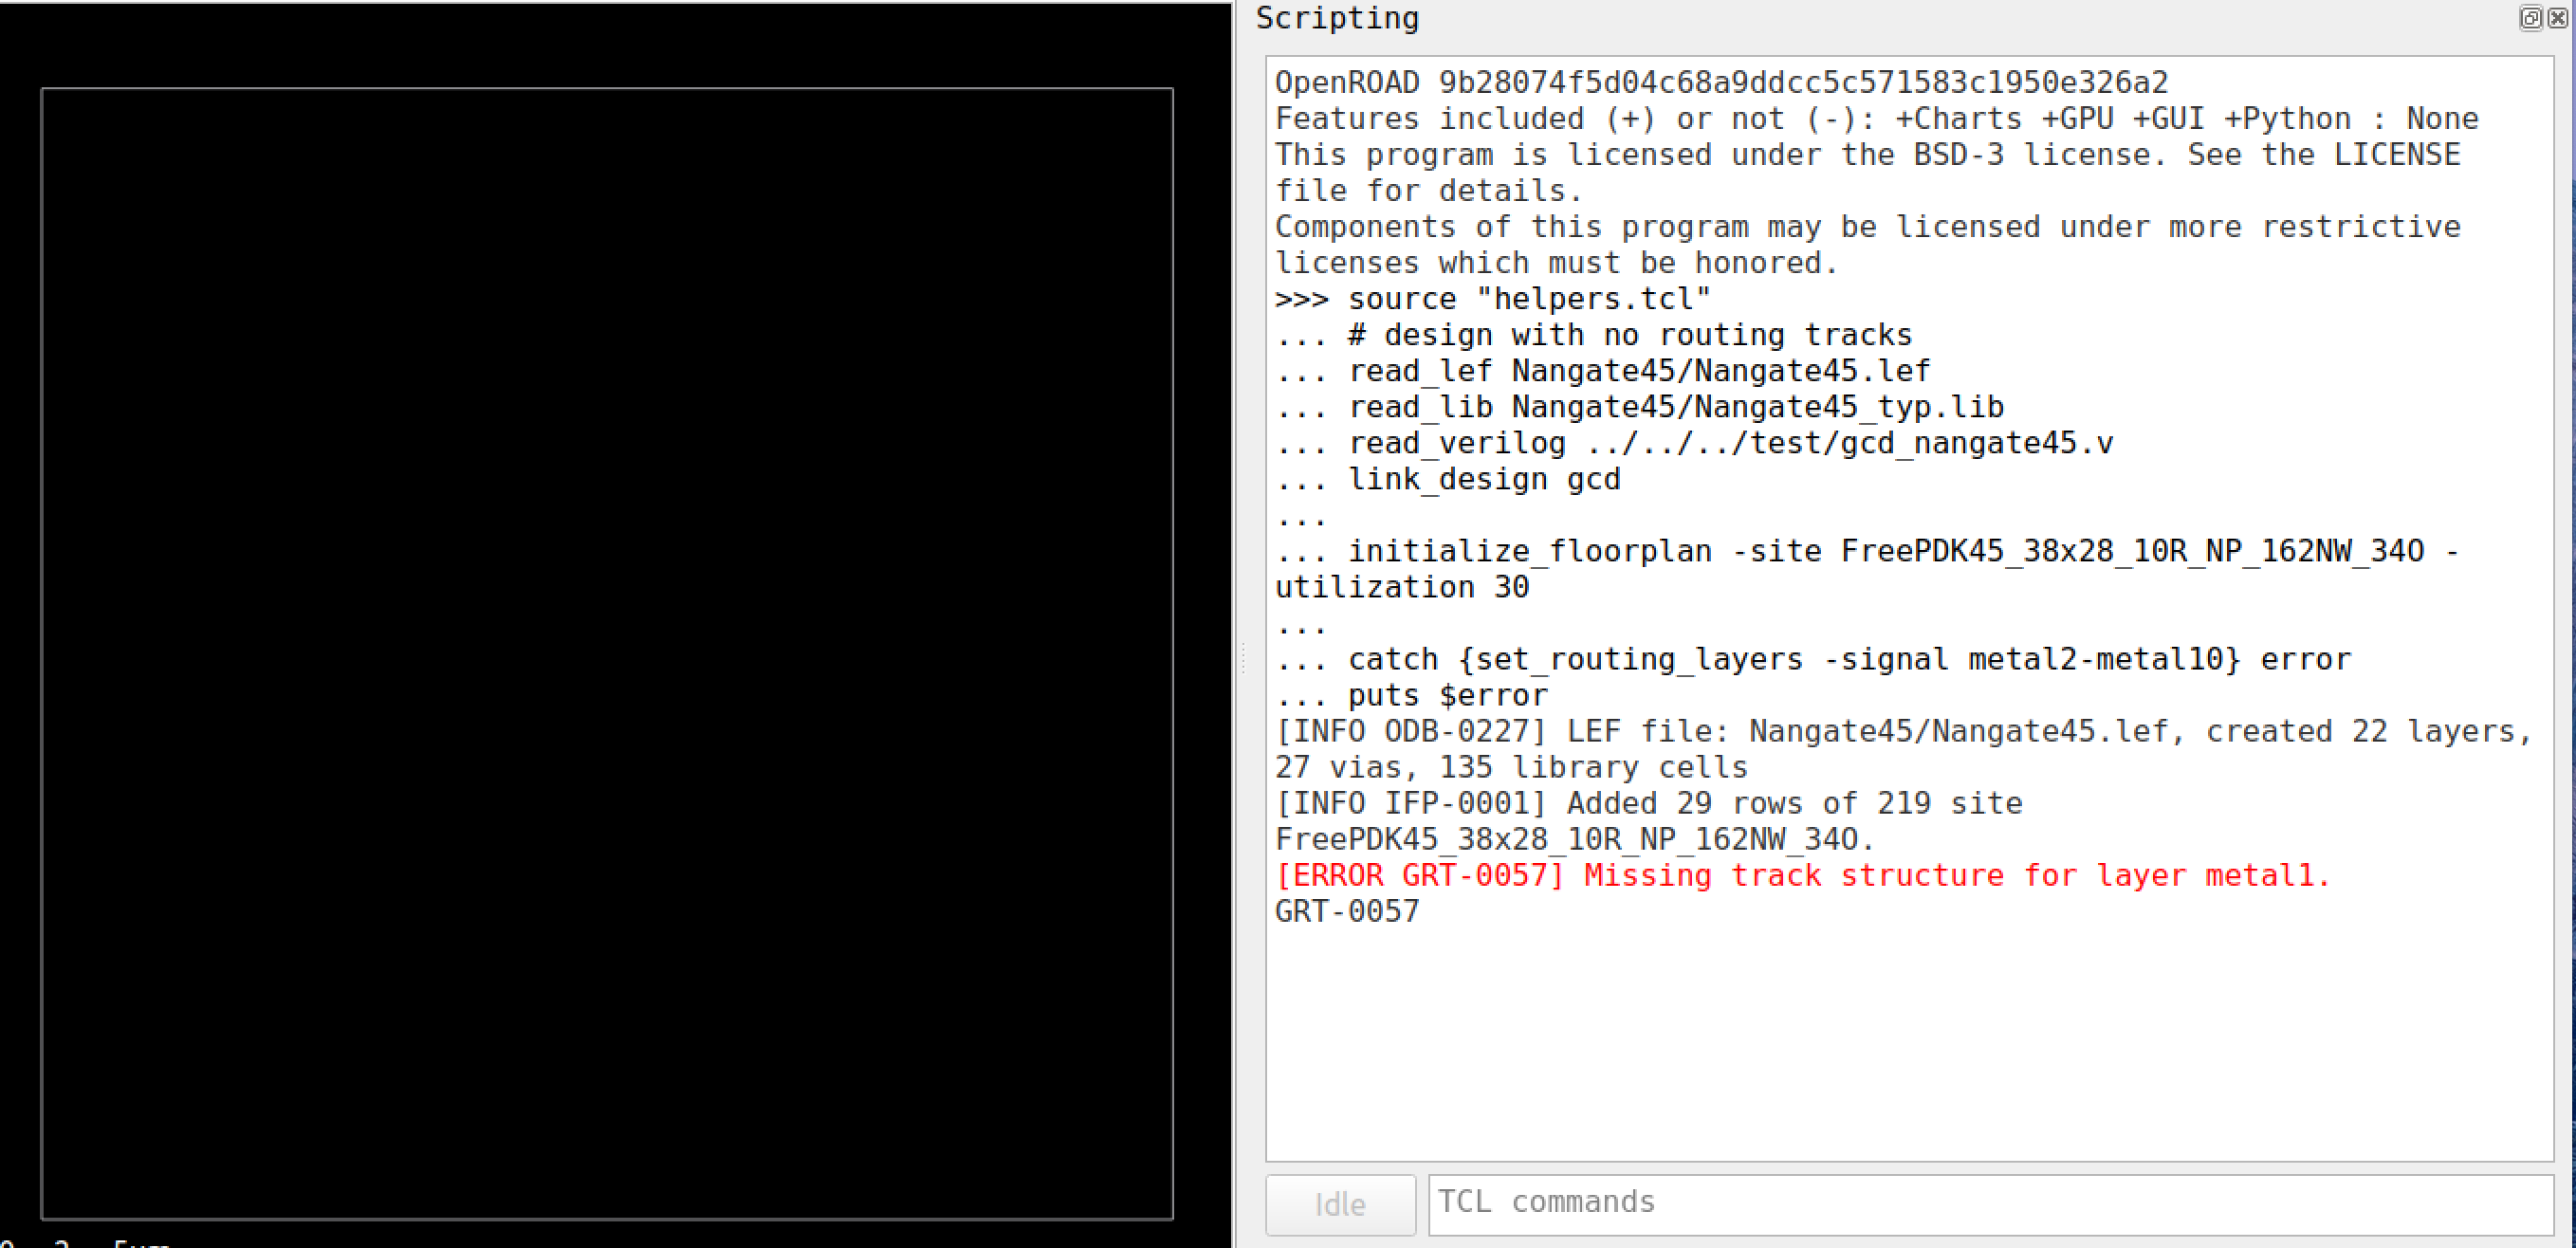 Scripting
OpenROAD 9b28074f5d04c68a9ddcc5c571583c1950e326a2
Features included (+) or not (-): +Charts +GPU +GUI +Python : None
This program is licensed under the BSD-3 license. See the LICENSE
file for details.
Components of this program may be licensed under more restrictive
licenses which must be honored.
>>> source "helpers.tcl"
... # design with no routing tracks
... read_lef Nangate45/Nangate45.lef
... read_lib Nangate45/Nangate45_typ.lib
... read_verilog ../../../test/gcd_nangate45.v
... link_design gcd
...
... initialize_floorplan -site FreePDK45_38x28_10R_NP_162NW_34O -
utilization 30
...
... catch {set_routing_layers -signal metal2-metal10} error
... puts $error
[INFO ODB-0227] LEF file: Nangate45/Nangate45.lef, created 22 layers,
27 vias, 135 library cells
[INFO IFP-0001] Added 29 rows of 219 site
FreePDK45_38x28_10R_NP_162NW_34O.
[ERROR GRT-0057] Missing track structure for layer metal1.
GRT-0057
Idle
TCL commands